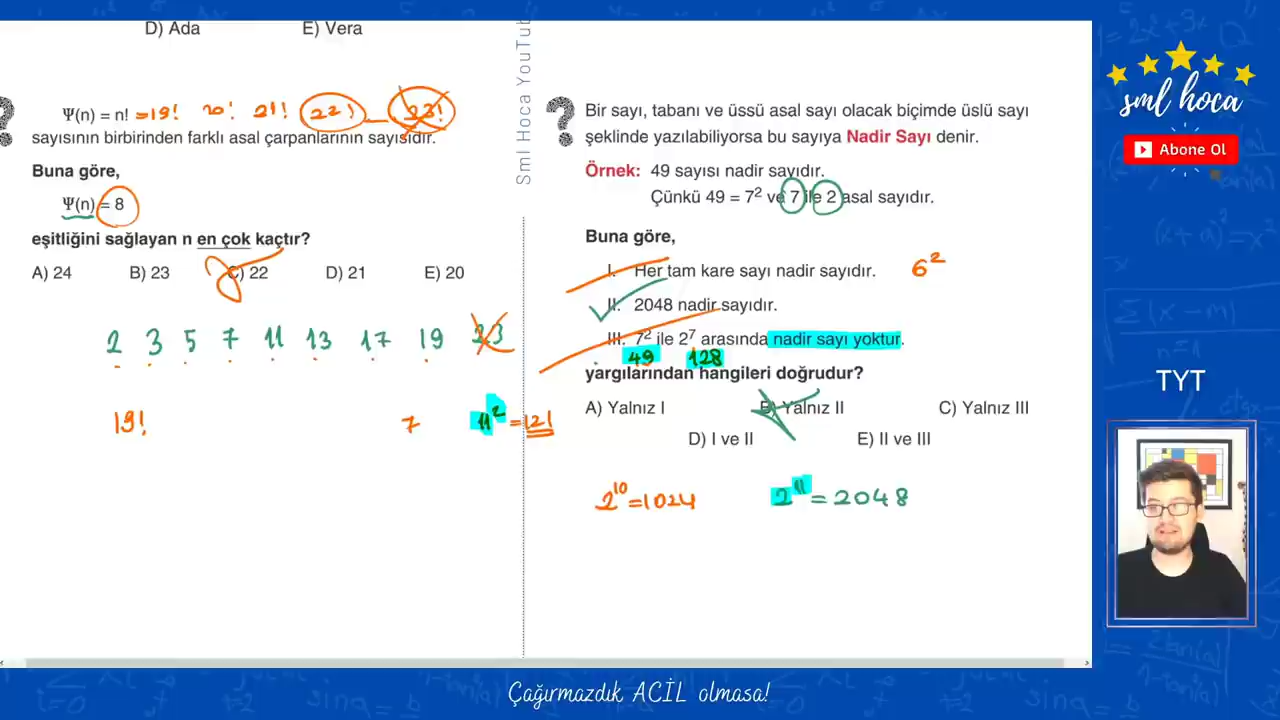 D) Ada E) Vera
Sml Hoca YouTub
Ψ(n) = n! =19! 20! 21! 22! 23!
sayısının birbirinden farklı asal çarpanlarının sayısıdır.
Buna göre,
Ψ(n) = 8
eşitliğini sağlayan n en çok kaçtır?
A) 24 B) 23 C) 22 D) 21 E) 20
2 3 5 7 11 13 17 19 23
19! 7 11² = 121
Bir sayı, tabanı ve üssü asal sayı olacak biçimde üslü sayı
şeklinde yazılabiliyorsa bu sayıya Nadir Sayı denir.
Örnek: 49 sayısı nadir sayıdır.
Çünkü 49 = 7² ve 7 ile 2 asal sayıdır.
Buna göre,
I. Her tam kare sayı nadir sayıdır. 6²
II. 2048 nadir sayıdır.
III. 7² ile 2⁷ arasında nadir sayı yoktur.
49 128
yargılarından hangileri doğrudur?
A) Yalnız I B) Yalnız II C) Yalnız III
D) I ve II E) II ve III
2¹⁰=1024 2¹¹ = 2048
sml hoca
Abone Ol
TYT
Çağırmazdık ACİL olmasa!